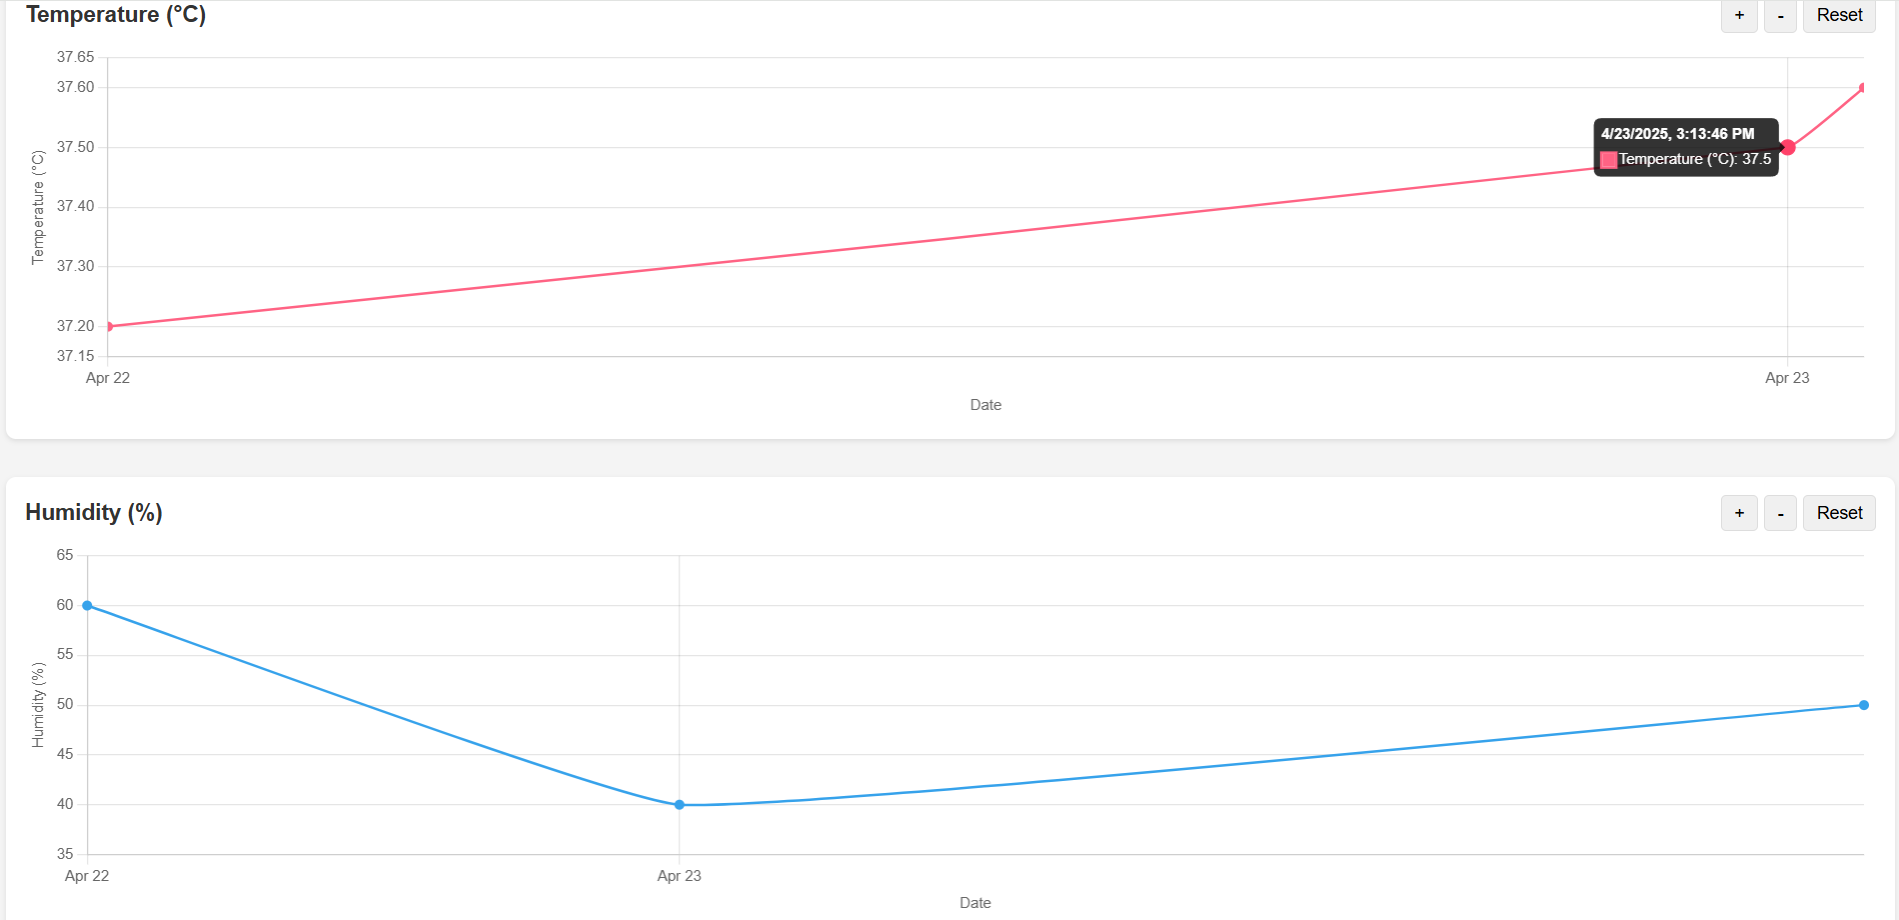 Temperature (°C)
+ - Reset
37.65
37.60
37.50
37.40
37.30
37.20
37.15
Temperature (°C)
4/23/2025, 3:13:46 PM
Temperature (°C): 37.5
Apr 22 Apr 23
Date
Humidity (%)
+ - Reset
65
60
55
50
45
40
35
Humidity (%)
Apr 22 Apr 23
Date